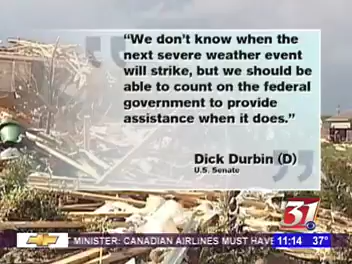 “We don’t know when the
next severe weather event
will strike, but we should be
able to count on the federal
government to provide
assistance when it does.”
Dick Durbin (D)
U.S. Senate
31
MINISTER: CANADIAN AIRLINES MUST HAVE
11:14 37°